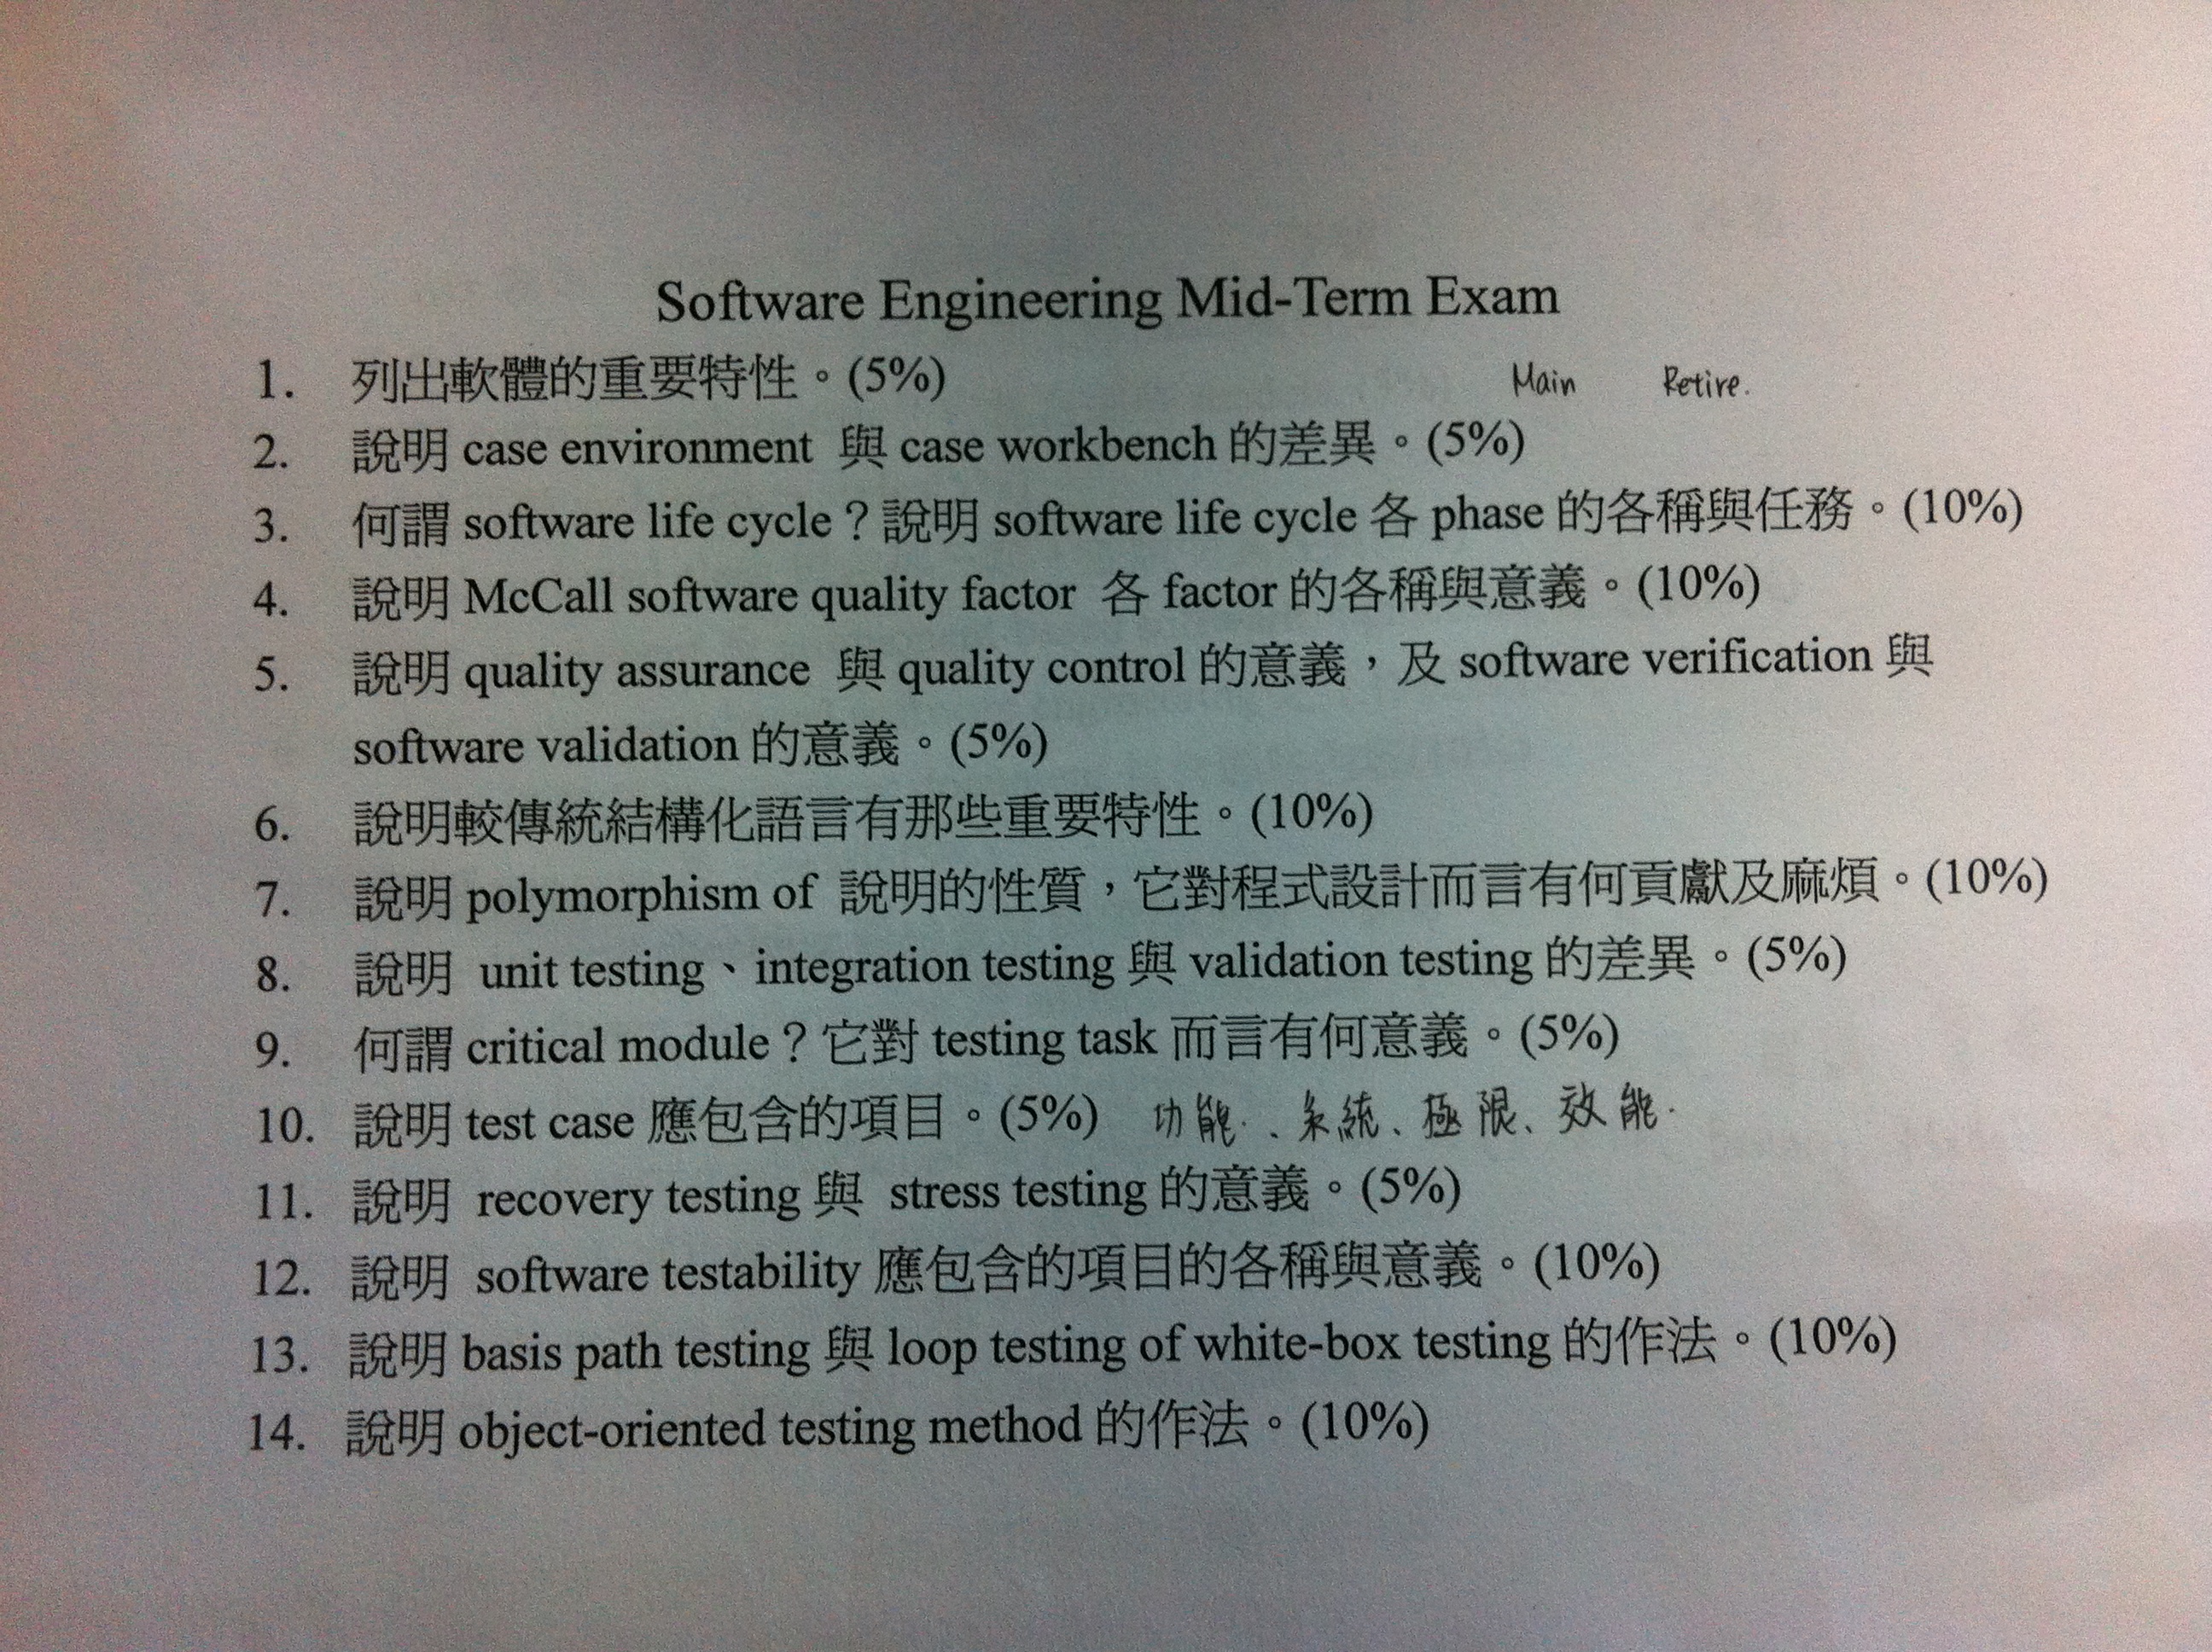 Software Engineering Mid-Term Exam
1. 列出軟體的重要特性。(5%) Main Retire.
2. 說明 case environment 與 case workbench 的差異。(5%)
3. 何謂 software life cycle?說明 software life cycle 各 phase 的各稱與任務。(10%)
4. 說明 McCall software quality factor 各 factor 的各稱與意義。(10%)
5. 說明 quality assurance 與 quality control 的意義,及 software verification 與
software validation 的意義。(5%)
6. 說明較傳統結構化語言有那些重要特性。(10%)
7. 說明 polymorphism of 說明的性質,它對程式設計而言有何貢獻及麻煩。(10%)
8. 說明 unit testing、integration testing 與 validation testing 的差異。(5%)
9. 何謂 critical module?它對 testing task 而言有何意義。(5%)
10. 說明 test case 應包含的項目。(5%) 功能、系統、極限、效能.
11. 說明 recovery testing 與 stress testing 的意義。(5%)
12. 說明 software testability 應包含的項目的各稱與意義。(10%)
13. 說明 basis path testing 與 loop testing of white-box testing 的作法。(10%)
14. 說明 object-oriented testing method 的作法。(10%)